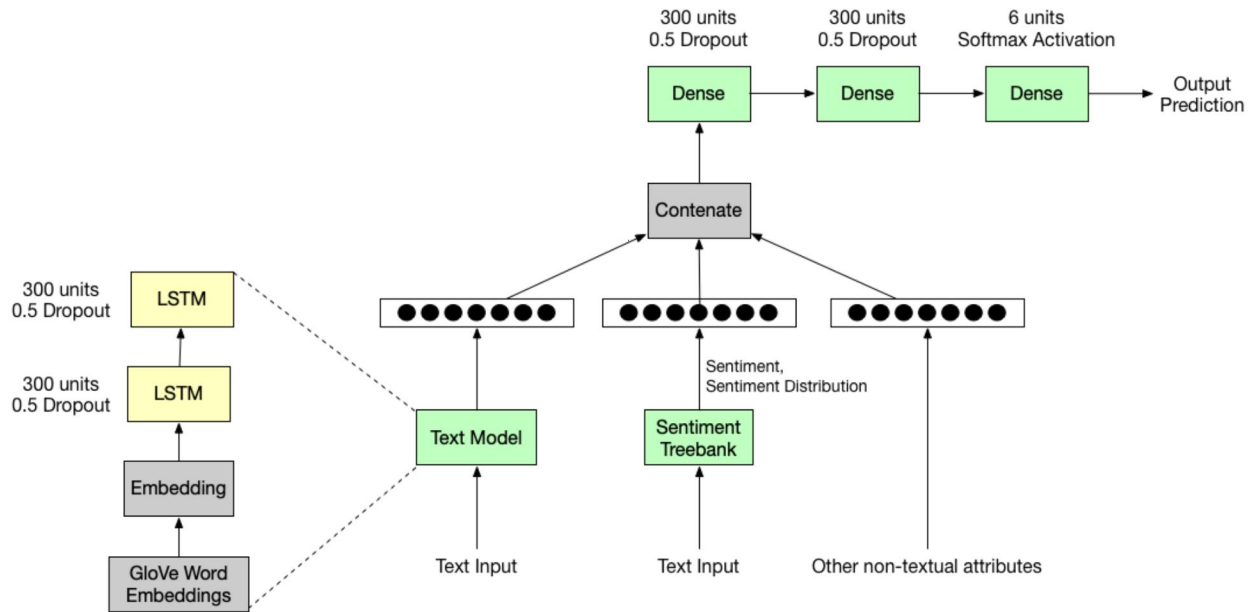 300 units
0.5 Dropout
300 units
0.5 Dropout
6 units
Softmax Activation
Dense
Dense
Dense
Output
Prediction
Contenate
300 units
0.5 Dropout
LSTM
300 units
0.5 Dropout
LSTM
Sentiment,
Sentiment Distribution
Text Model
Sentiment
Treebank
Embedding
GloVe Word
Embeddings
Text Input
Text Input
Other non-textual attributes